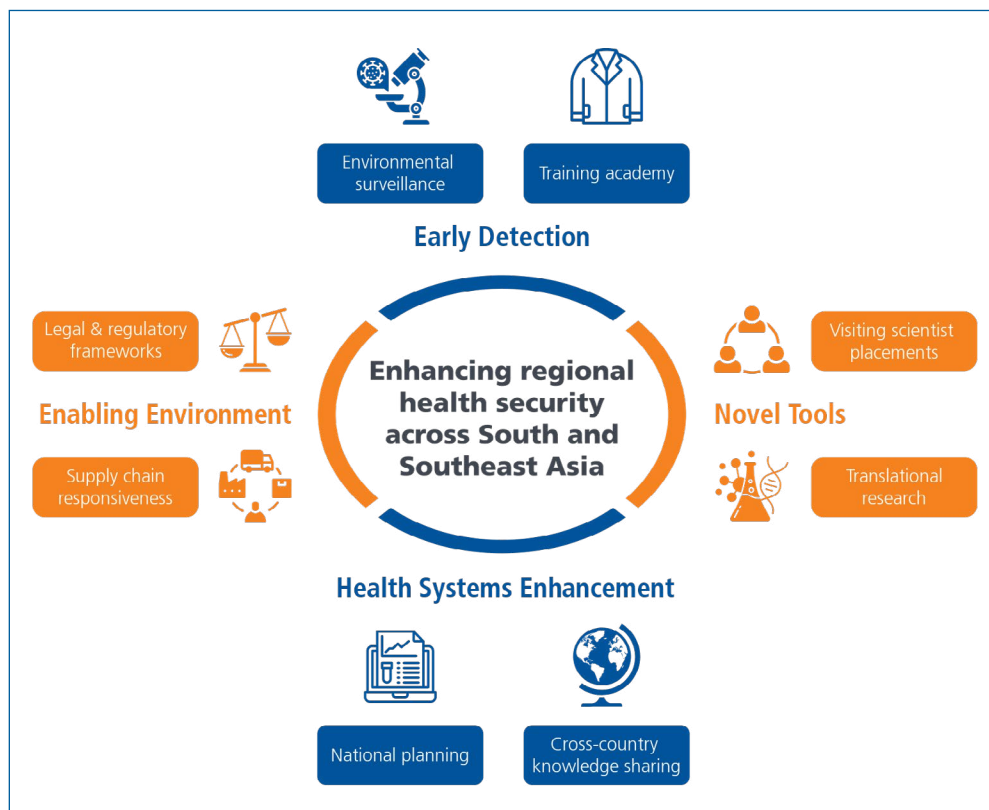 Environmental
surveillance
Training academy
Early Detection
Legal & regulatory
frameworks
Enabling Environment
Supply chain
responsiveness
Enhancing regional
health security
across South and
Southeast Asia
Visiting scientist
placements
Novel Tools
Translational
research
Health Systems Enhancement
National planning
Cross-country
knowledge sharing